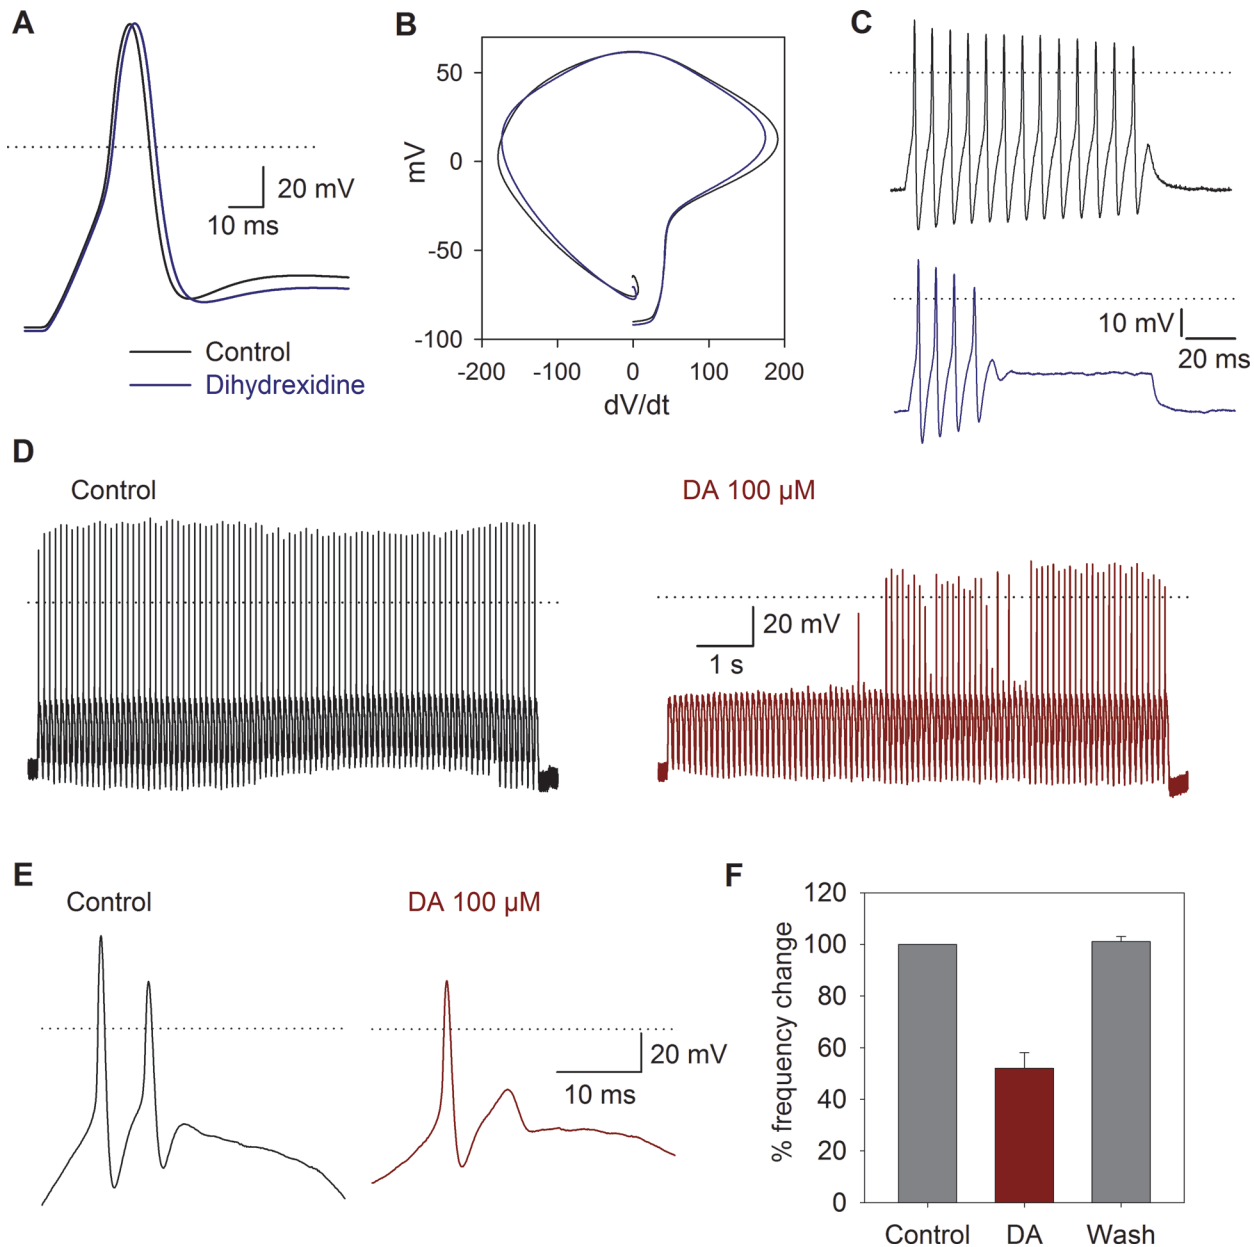 A
20 mV
10 ms
Control
Dihydrexidine
B
50
0
-50
-100
mV
-200 -100 0 100 200
dV/dt
C
10 mV
20 ms
D
Control
DA 100 µM
20 mV
1 s
E
Control
DA 100 µM
20 mV
10 ms
F
120
100
80
60
40
20
0
% frequency change
Control DA Wash